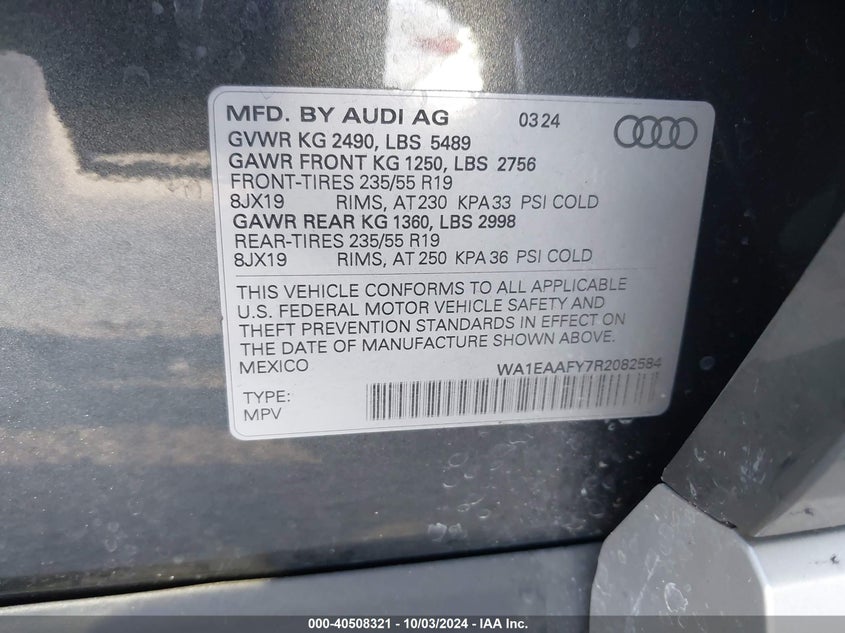 MFD. BY AUDI AG 03 24
GVWR KG 2490, LBS 5489
GAWR FRONT KG 1250, LBS 2756
FRONT-TIRES 235/55 R19
8JX19 RIMS, AT 230 KPA 33 PSI COLD
GAWR REAR KG 1360, LBS 2998
REAR-TIRES 235/55 R19
8JX19 RIMS, AT 250 KPA 36 PSI COLD
THIS VEHICLE CONFORMS TO ALL APPLICABLE
U.S. FEDERAL MOTOR VEHICLE SAFETY AND
THEFT PREVENTION STANDARDS IN EFFECT ON
THE DATE OF MANUFACTURE SHOWN ABOVE.
MEXICO WA1EAAFY7R2082584
TYPE:
MPV
000-40508321 - 10/03/2024 - IAA Inc.